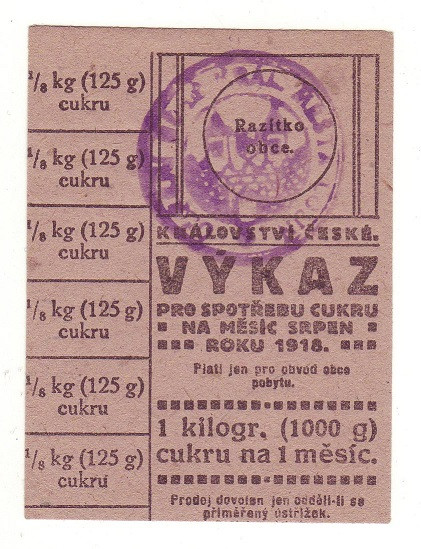 1/8 kg (125 g)
cukru
1/8 kg (125 g)
cukru
1/8 kg (125 g)
cukru
1/8 kg (125 g)
cukru
1/8 kg (125 g)
cukru
1/8 kg (125 g)
cukru
Razítko
obce.
KRÁLOVSTVÍ ČESKÉ.
VÝKAZ
PRO SPOTŘEBU CUKRU
NA MĚSÍC SRPEN
ROKU 1918.
Platí jen pro obvod obce
pobytu.
1 kilogr. (1000 g)
cukru na 1 měsíc.
Prodej dovolen jen oddělí-li se
přiměřený ústřižek.